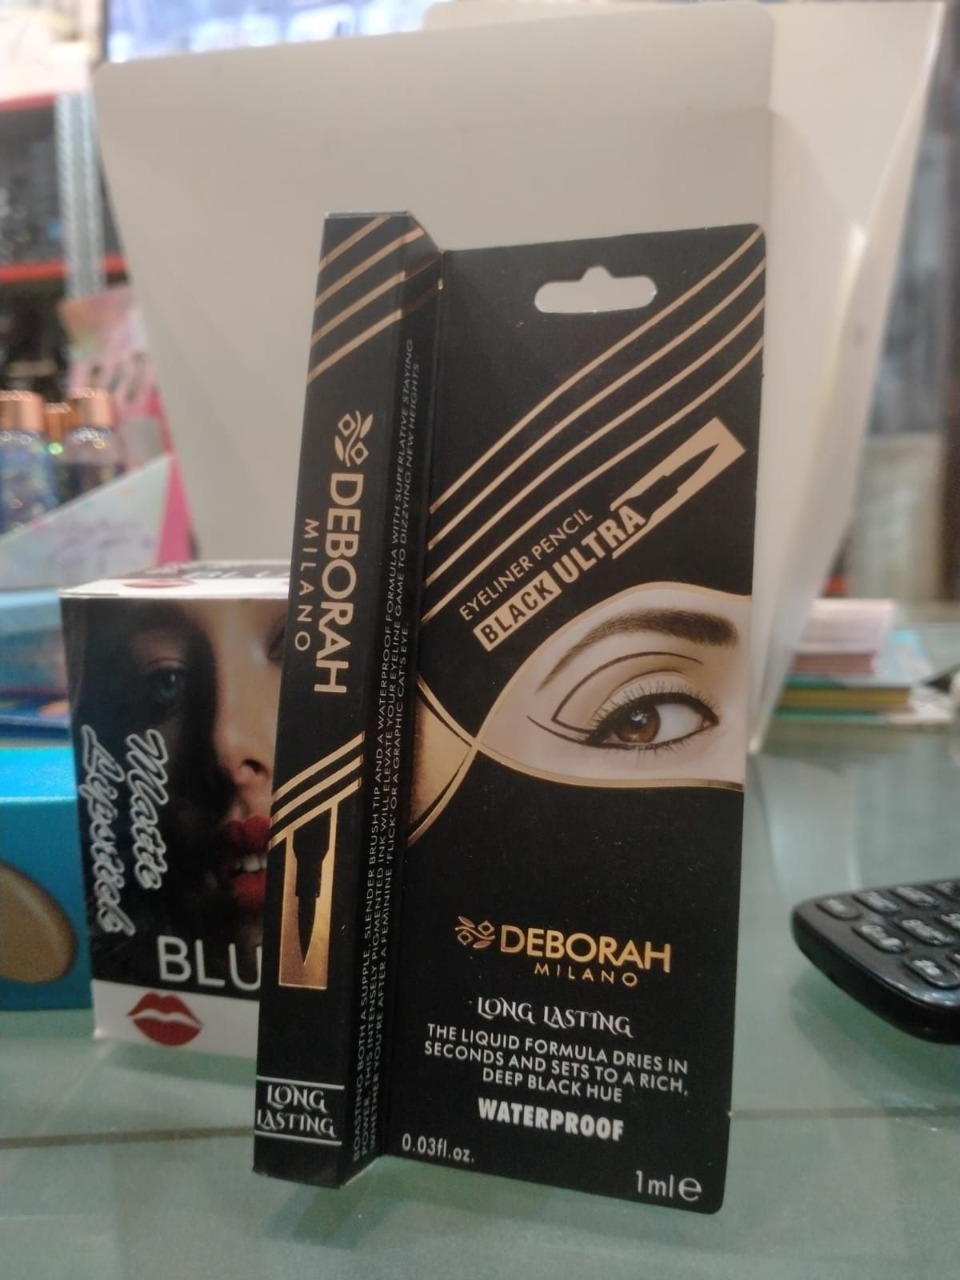 DEBORAH
MILANO
LONG
LASTING
BOASTING BOTH A SUPPLE, SLENDER BRUSH TIP AND A WATERPROOF FORMULA WITH SUPERLATIVE STAYING
POWER, THIS INTENSELY PIGMENTED INK WILL ELEVATE YOUR EYELINE GAME TO DIZZYING NEW HEIGHTS
WHETHER YOU'RE AFTER A FEMININE 'FLICK' OR A GRAPHIC CAT'S EYE.
EYELINER PENCIL
BLACK ULTRA
DEBORAH
MILANO
LONG LASTING
THE LIQUID FORMULA DRIES IN
SECONDS AND SETS TO A RICH,
DEEP BLACK HUE
WATERPROOF
0.03fl.oz.
1ml e
Matte
Lipstick
BLU